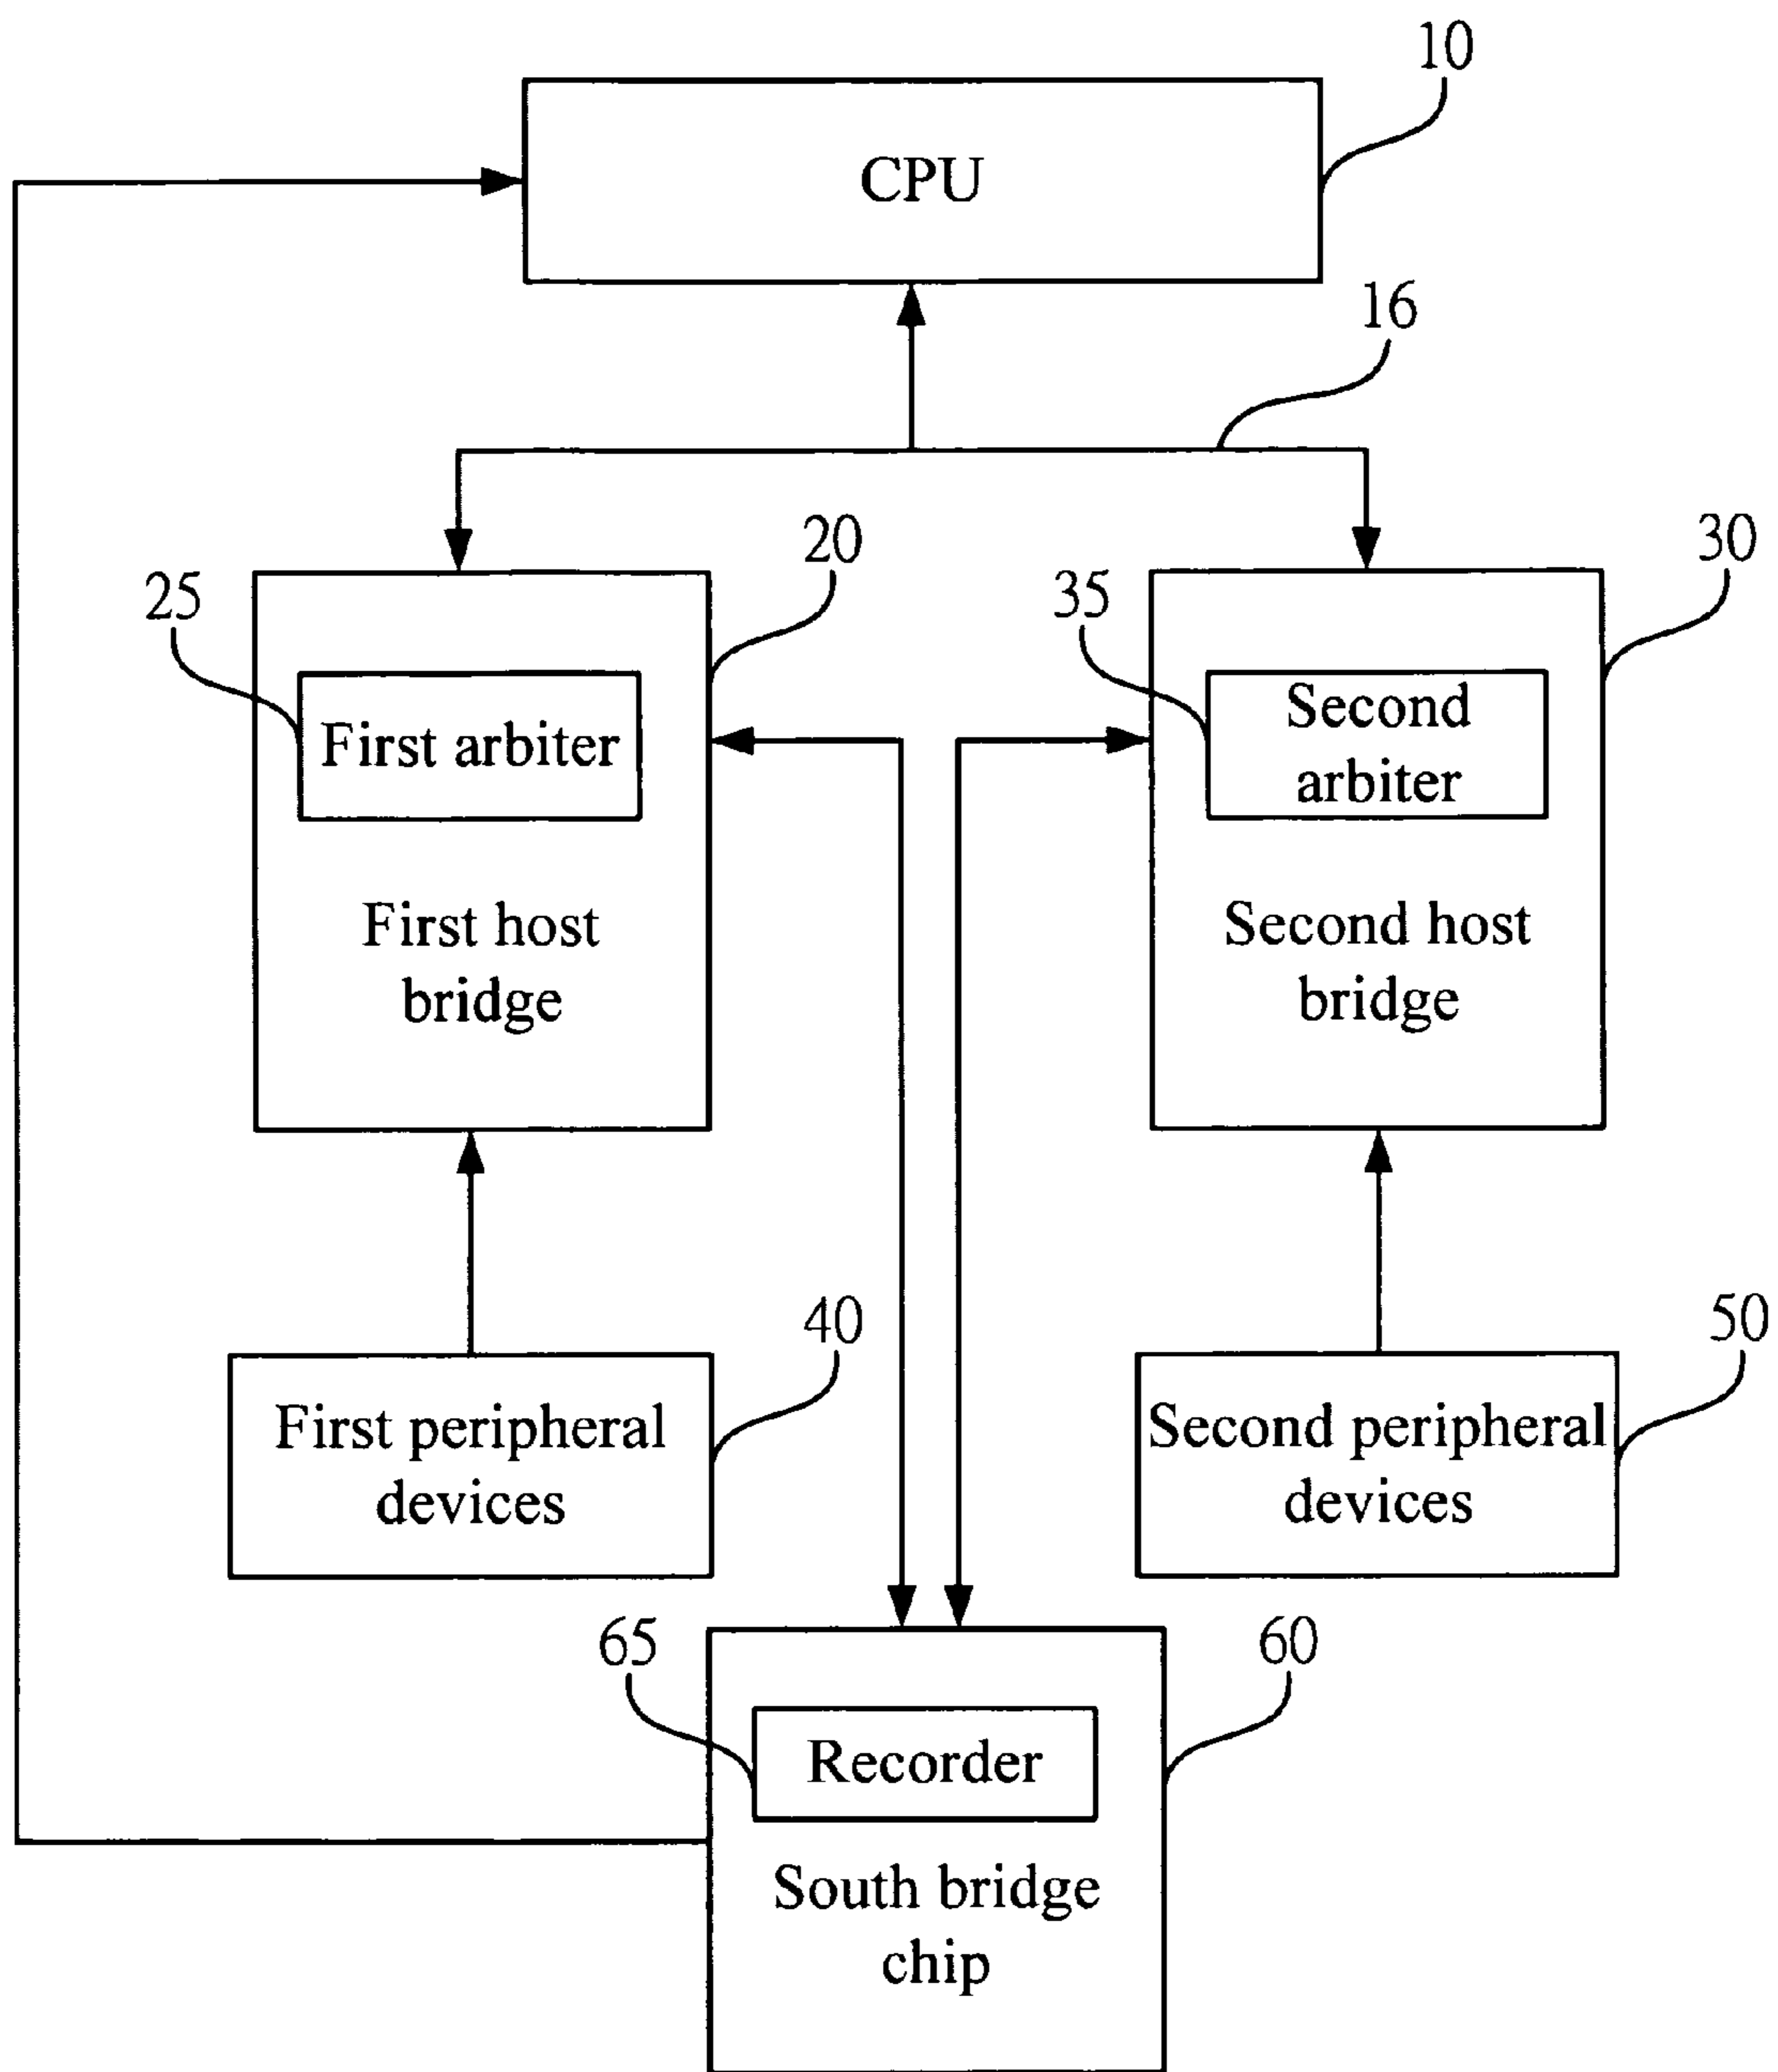 10
CPU
16
20
30
25
35
First arbiter
Second
arbiter
First host
bridge
Second host
bridge
40
50
First peripheral
devices
Second peripheral
devices
65
60
Recorder
South bridge
chip